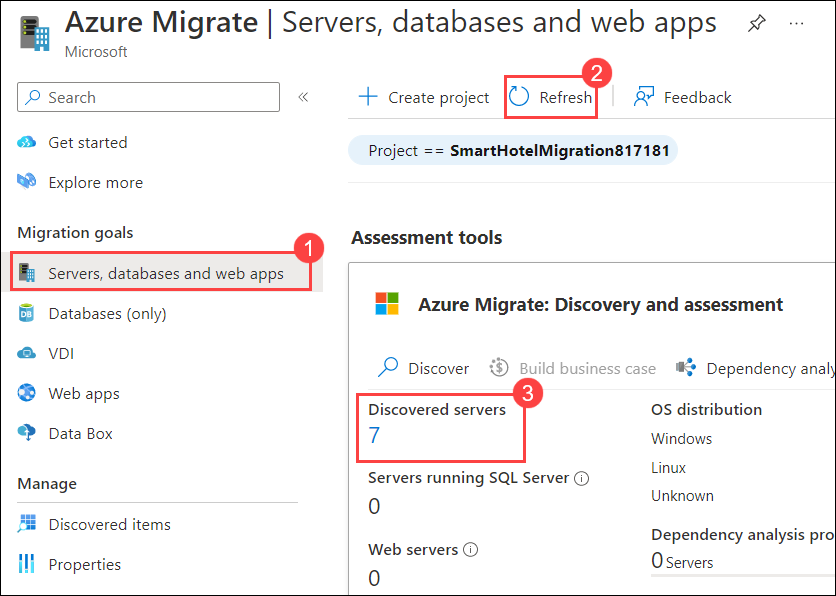 Azure Migrate | Servers, databases and web apps
Microsoft
Search
Get started
Explore more
Migration goals
1
Servers, databases and web apps
Databases (only)
VDI
Web apps
Data Box
Manage
Discovered items
Properties
2
Create project
Refresh
Feedback
Project == SmartHotelMigration817181
Assessment tools
Azure Migrate: Discovery and assessment
Discover
Build business case
Dependency analy
3
Discovered servers
7
Servers running SQL Server
0
Web servers
0
OS distribution
Windows
Linux
Unknown
Dependency analysis pro
0 Servers